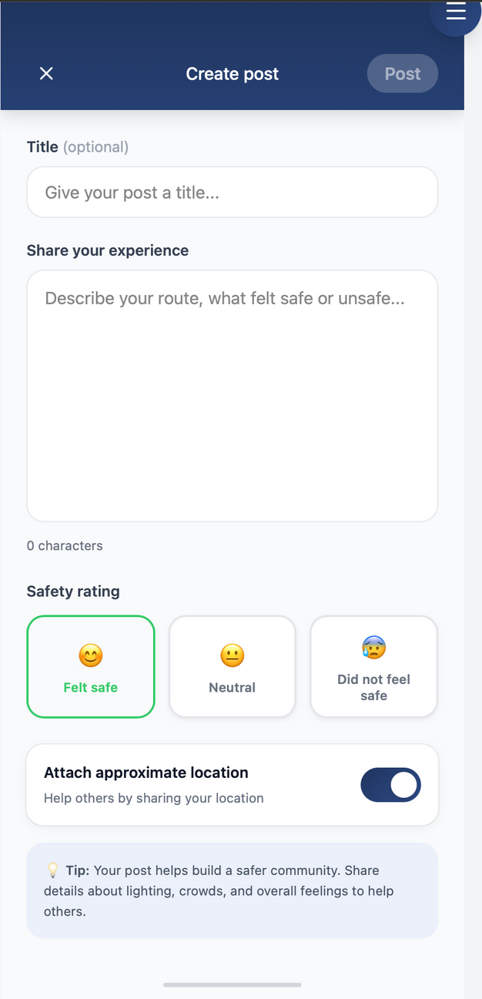 Create post
Post
Title (optional)
Give your post a title...
Share your experience
Describe your route, what felt safe or unsafe...
0 characters
Safety rating
Felt safe
Neutral
Did not feel
safe
Attach approximate location
Help others by sharing your location
Tip: Your post helps build a safer community. Share
details about lighting, crowds, and overall feelings to help
others.